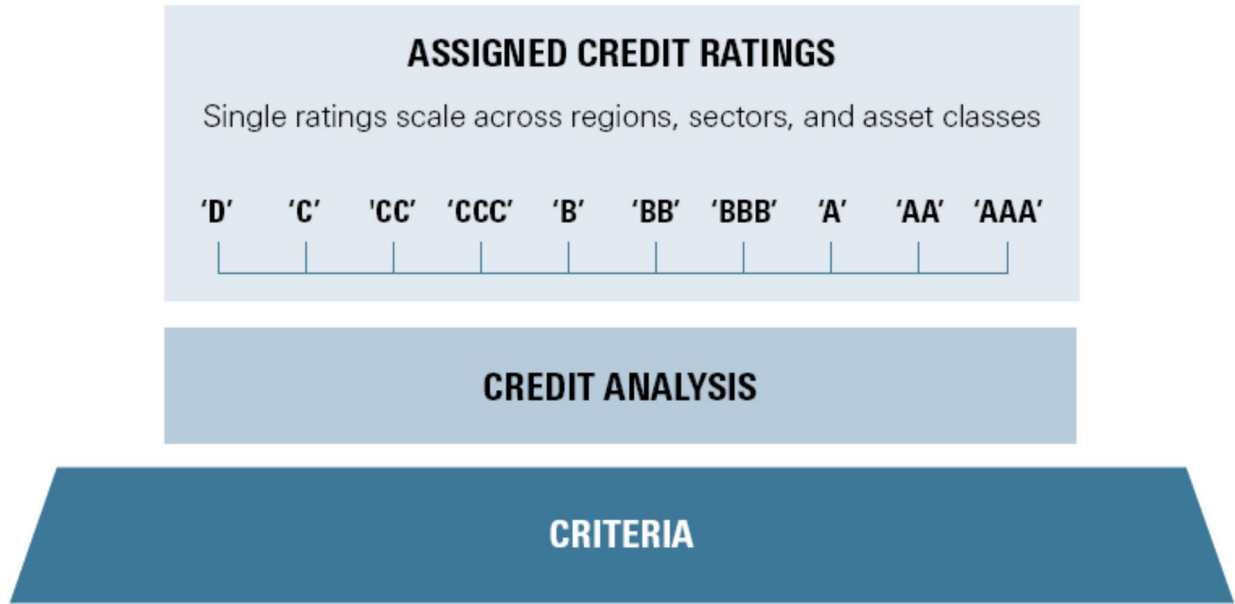 ASSIGNED CREDIT RATINGS
Single ratings scale across regions, sectors, and asset classes
‘D’ ‘C’ 'CC’ ‘CCC’ ‘B’ ‘BB’ ‘BBB’ ‘A’ ‘AA’ ‘AAA’
CREDIT ANALYSIS
CRITERIA